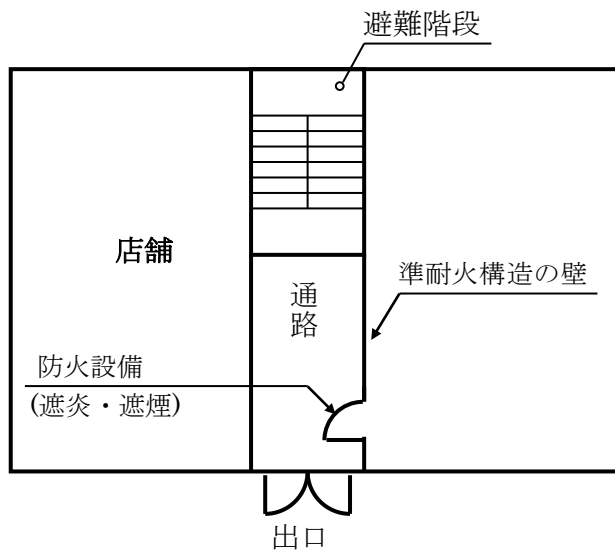 避難階段
店舗
準耐火構造の壁
通
路
防火設備
(遮炎・遮煙)
出口